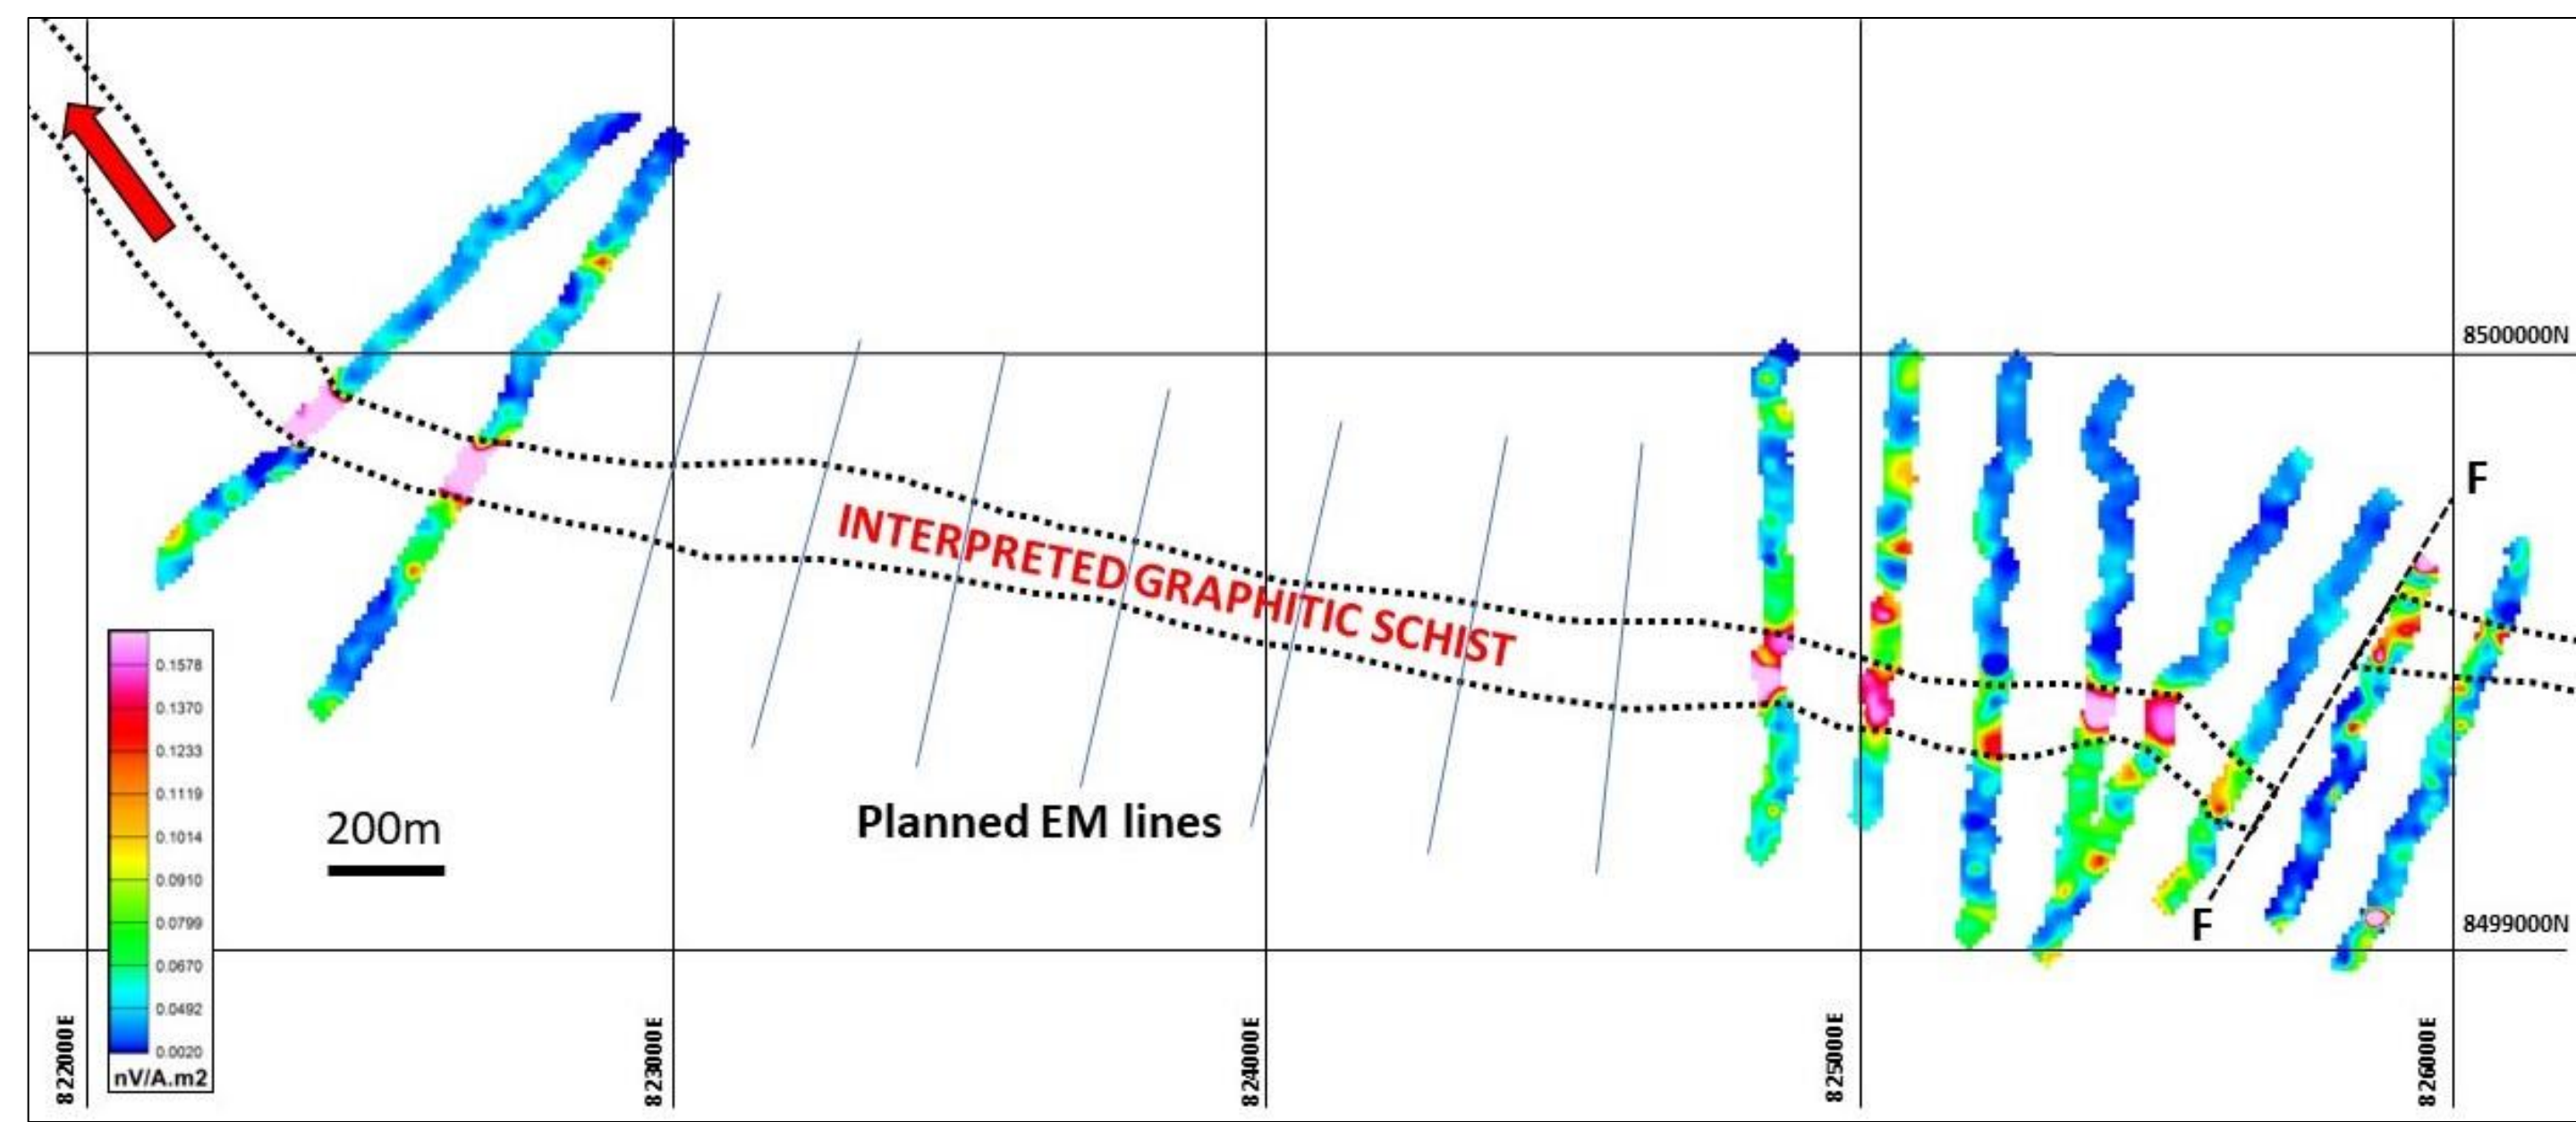 8500000N
F
INTERPRETED GRAPHITIC SCHIST
0.1578
0.1370
0.1233
0.1119
0.1014
0.0910
0.0799
0.0670
0.0492
0.0020
nV/A.m2
200m
Planned EM lines
F
8499000N
822000E
823000E
824000E
825000E
826000E